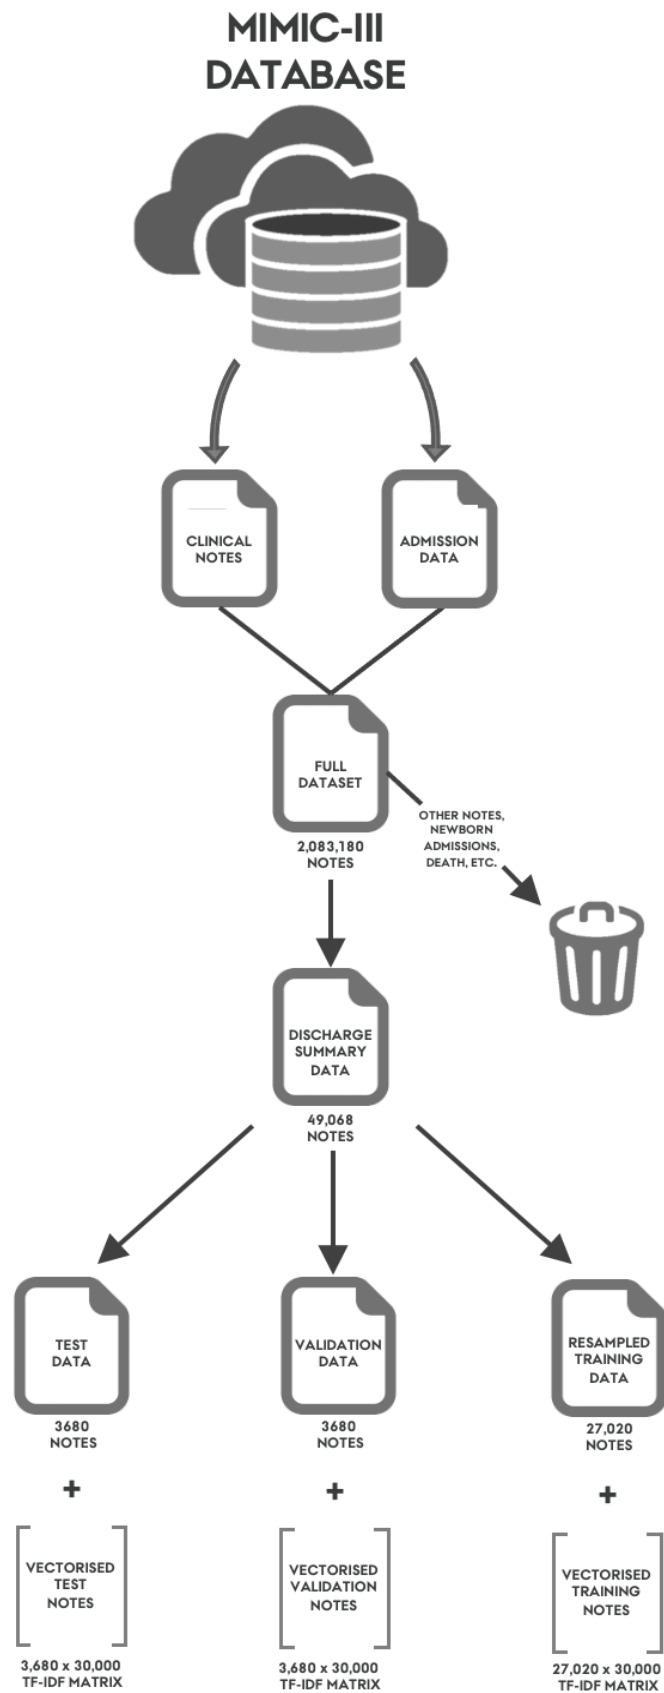 MIMIC-III
DATABASE
CLINICAL
NOTES
ADMISSION
DATA
FULL
DATASET
2,083,180
NOTES
OTHER NOTES,
NEWBORN
ADMISSIONS,
DEATH, ETC.
DISCHARGE
SUMMARY
DATA
49,068
NOTES
TEST
DATA
3680
NOTES
+
VECTORISED
TEST
NOTES
3,680 x 30,000
TF-IDF MATRIX
VALIDATION
DATA
3680
NOTES
+
VECTORISED
VALIDATION
NOTES
3,680 x 30,000
TF-IDF MATRIX
RESAMPLED
TRAINING
DATA
27,020
NOTES
+
VECTORISED
TRAINING
NOTES
27,020 x 30,000
TF-IDF MATRIX